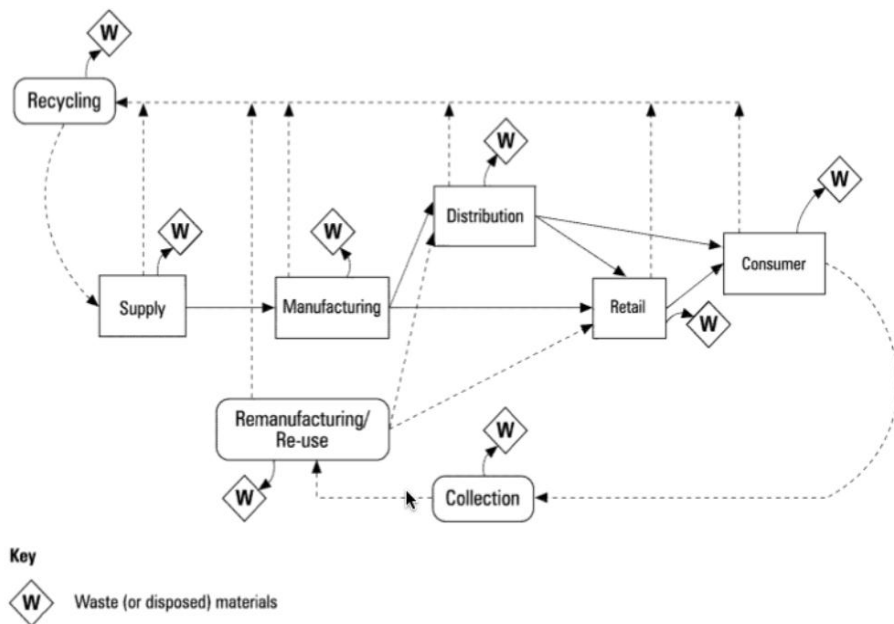 W
Recycling
W
Distribution
W
Consumer
W
Supply
W
Manufacturing
Retail
W
Remanufacturing/
Re-use
W
W
Collection
Key
W Waste (or disposed) materials